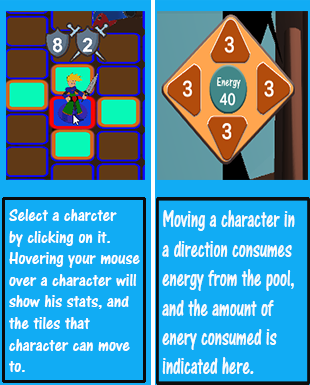 8 2
3
Energy
3 40 3
3
Select a charcter
by clicking on it.
Hovering your mouse
over a character will
show his stats, and
the tiles that
character can move
to.
Moving a character in
a direction consumes
energy from the pool,
and the amount of
enery consumed is
indicated here.